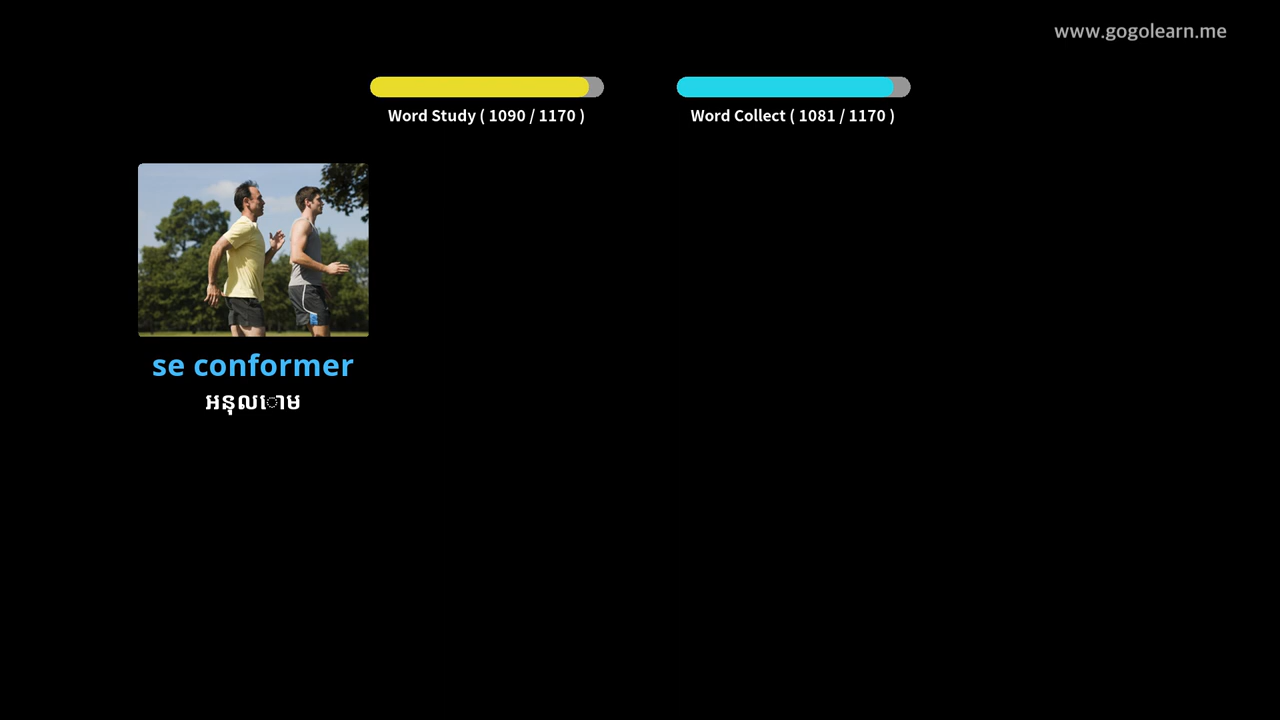 www.gogolearn.me
Word Study ( 1090 / 1170 )
Word Collect ( 1081 / 1170 )
se conformer
អនុលោម